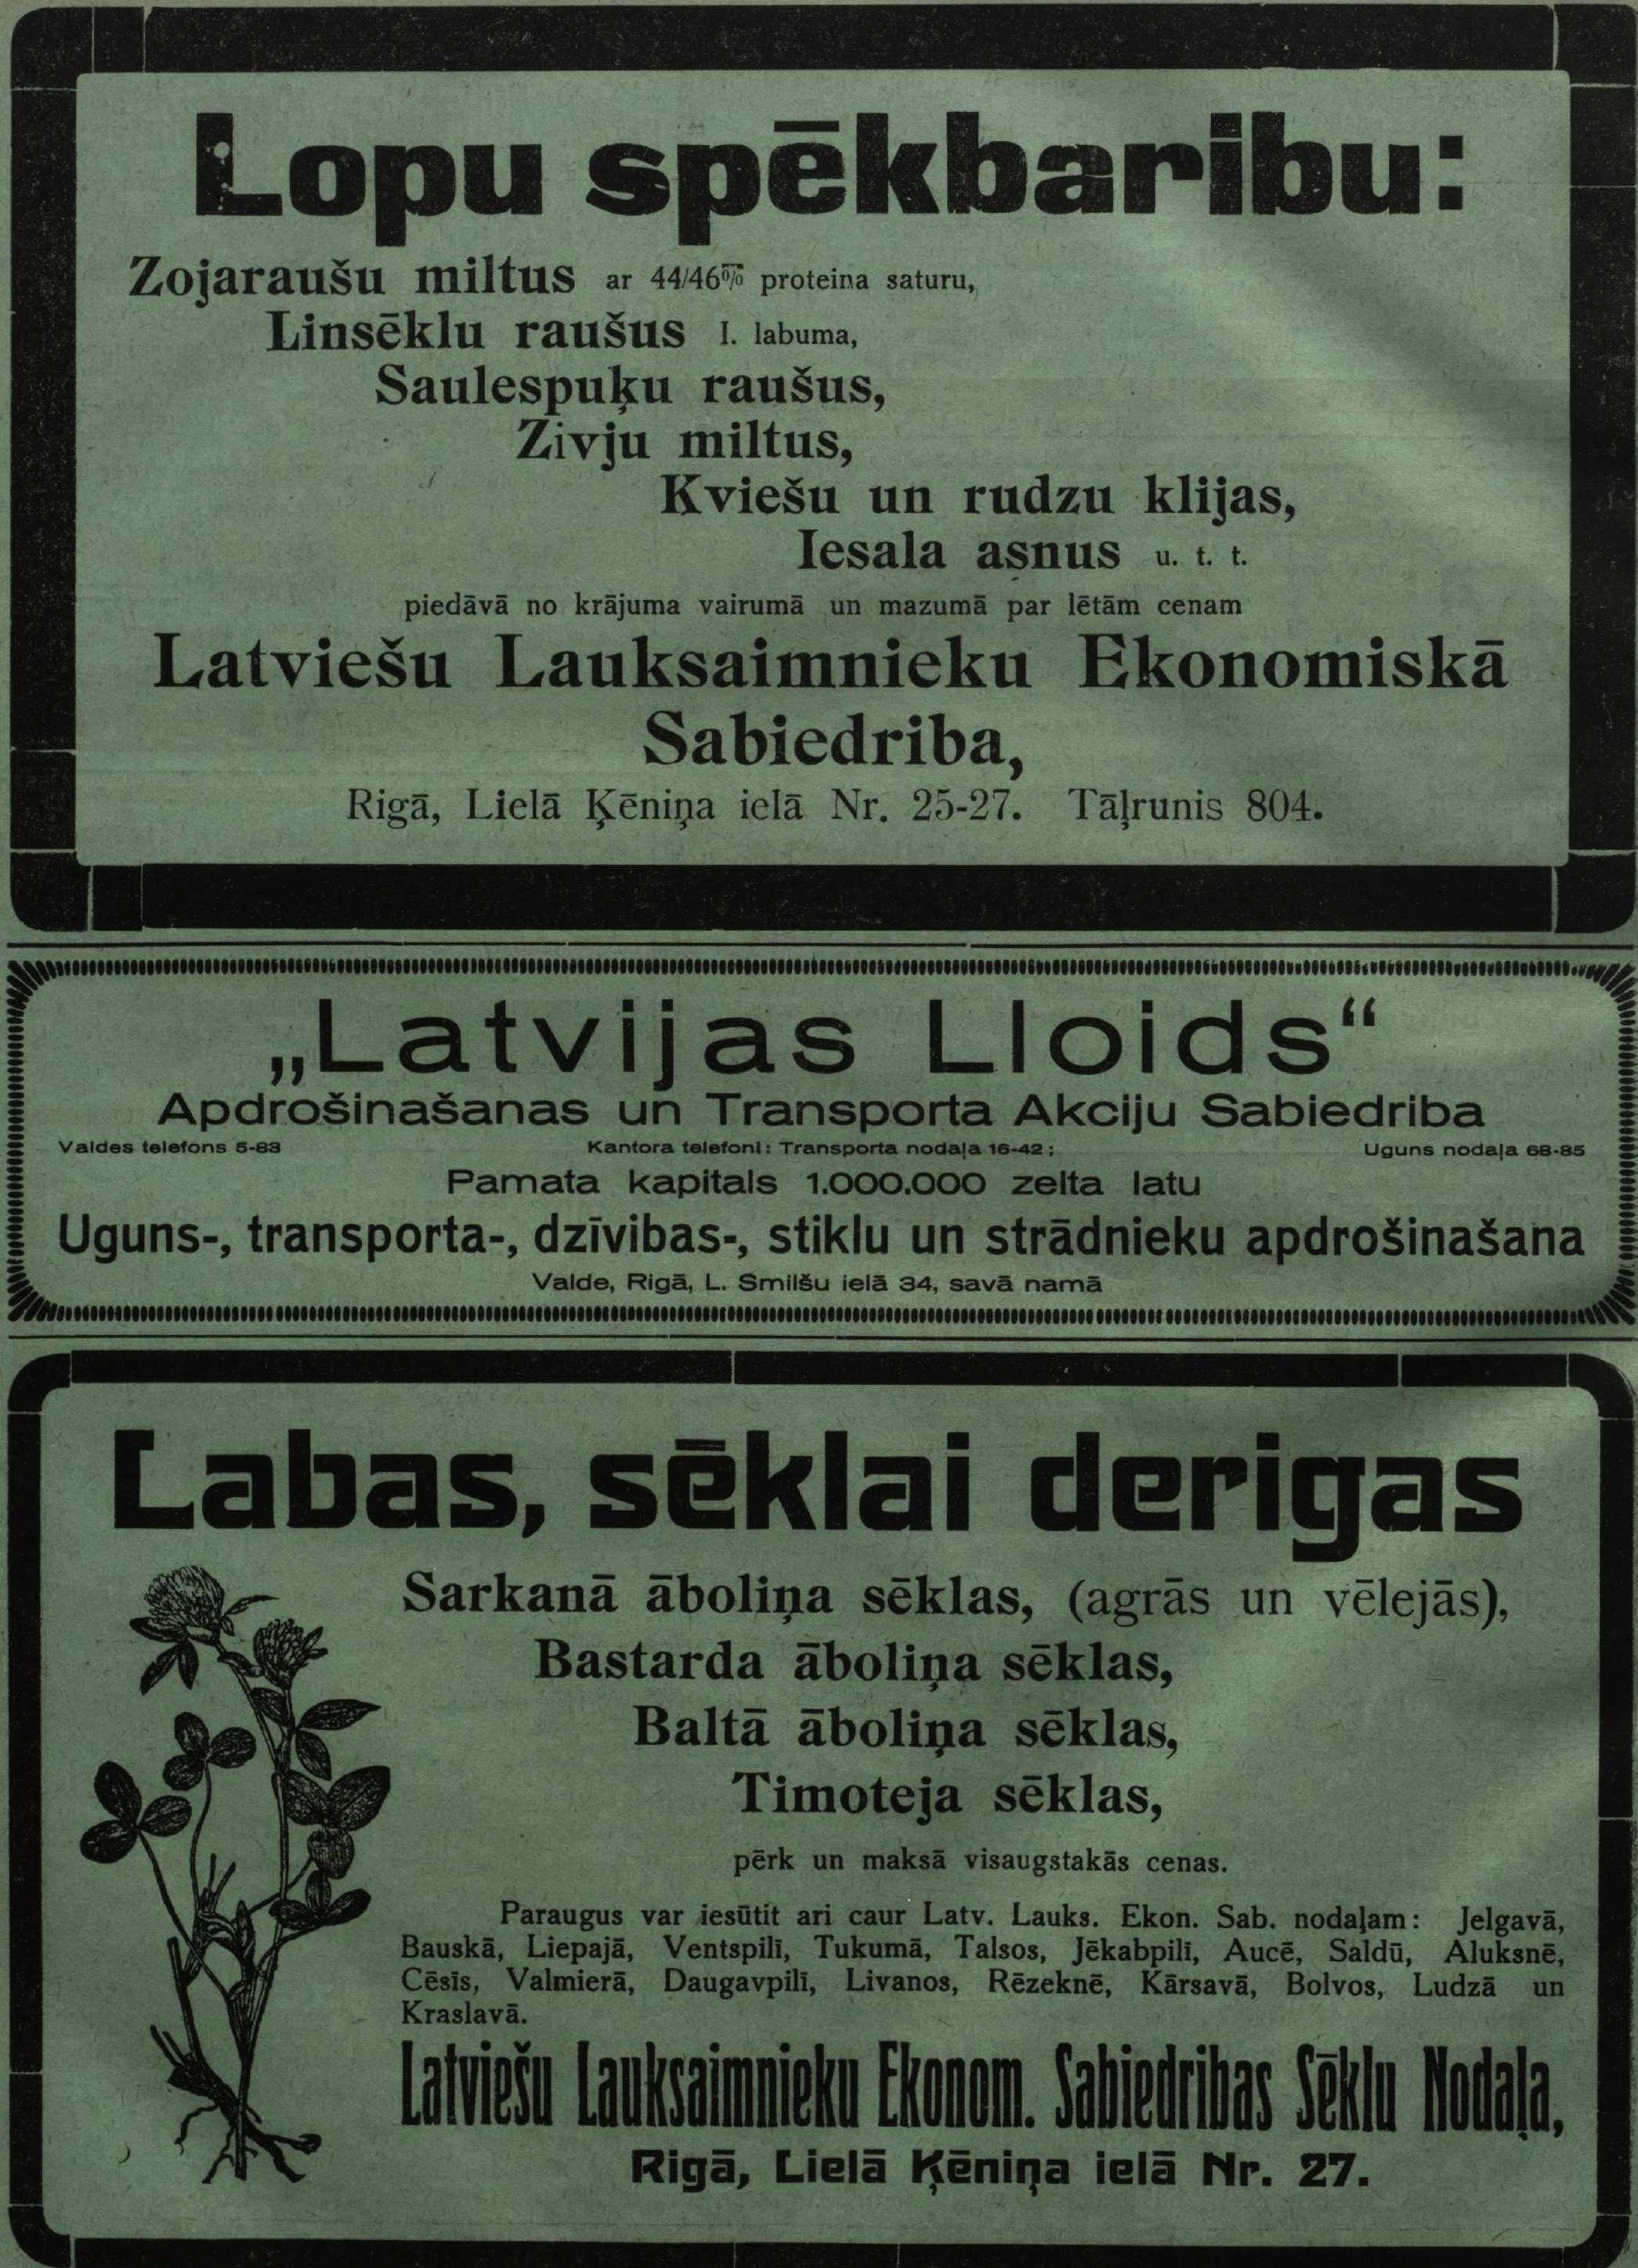 Lopu spēkbaribu:
Zojaraušu miltus ar 44/46% proteina saturu,
Linsēklu raušus I. labuma,
Saulespuķu raušus,
Zivju miltus,
Kviešu un rudzu klijas,
Iesala asnus u. t. t.
piedāvā no krājuma vairumā un mazumā par lētām cenam
Latviešu Lauksaimnieku Ekonomiskā
Sabiedriba,
Rigā, Lielā Ķēniņa ielā Nr. 25-27. Tāļrunis 804.
„Latvijas Lloids“
Apdrošinašanas un Transporta Akciju Sabiedriba
Valdes telefons 5-83 Kantora telefoni: Transporta nodaļa 16-42; Uguns nodaļa 68-85
Pamata kapitals 1.000.000 zelta latu
Uguns-, transporta-, dzīvibas-, stiklu un strādnieku apdrošinašana
Valde, Rigā, L. Smilšu ielā 34, savā namā
Labas, sēklai derigas
Sarkanā āboliņa sēklas, (agrās un vēlejās),
Bastarda āboliņa sēklas,
Baltā āboliņa sēklas,
Timoteja sēklas,
pērk un maksā visaugstakās cenas.
Paraugus var iesūtit ari caur Latv. Lauks. Ekon. Sab. nodaļam: Jelgavā,
Bauskā, Liepajā, Ventspilī, Tukumā, Talsos, Jēkabpilī, Aucē, Saldū, Aluksnē,
Cēsīs, Valmierā, Daugavpilī, Livanos, Rēzeknē, Kārsavā, Bolvos, Ludzā un
Kraslavā.
Latviešu Lauksaimnieku Ekonom. Sabiedribas Sēklu Nodaļa,
Rigā, Lielā Ķēniņa ielā Nr. 27.